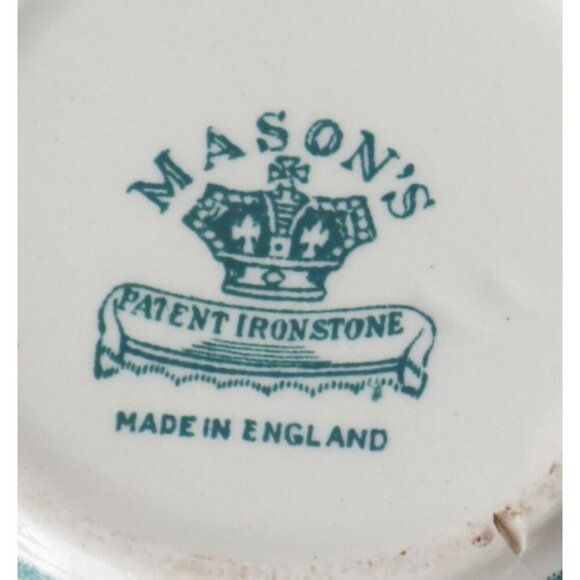 MASON'S
PATENT IRONSTONE
MADE IN ENGLAND